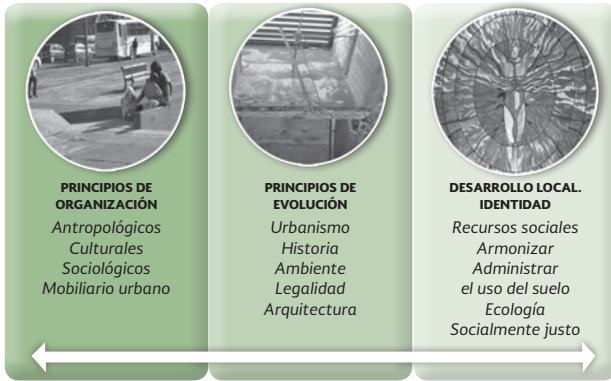 PRINCIPIOS DE
ORGANIZACIÓN
Antropológicos
Culturales
Sociológicos
Mobiliario urbano
PRINCIPIOS DE
EVOLUCIÓN
Urbanismo
Historia
Ambiente
Legalidad
Arquitectura
DESARROLLO LOCAL.
IDENTIDAD
Recursos sociales
Armonizar
Administrar
el uso del suelo
Ecología
Socialmente justo